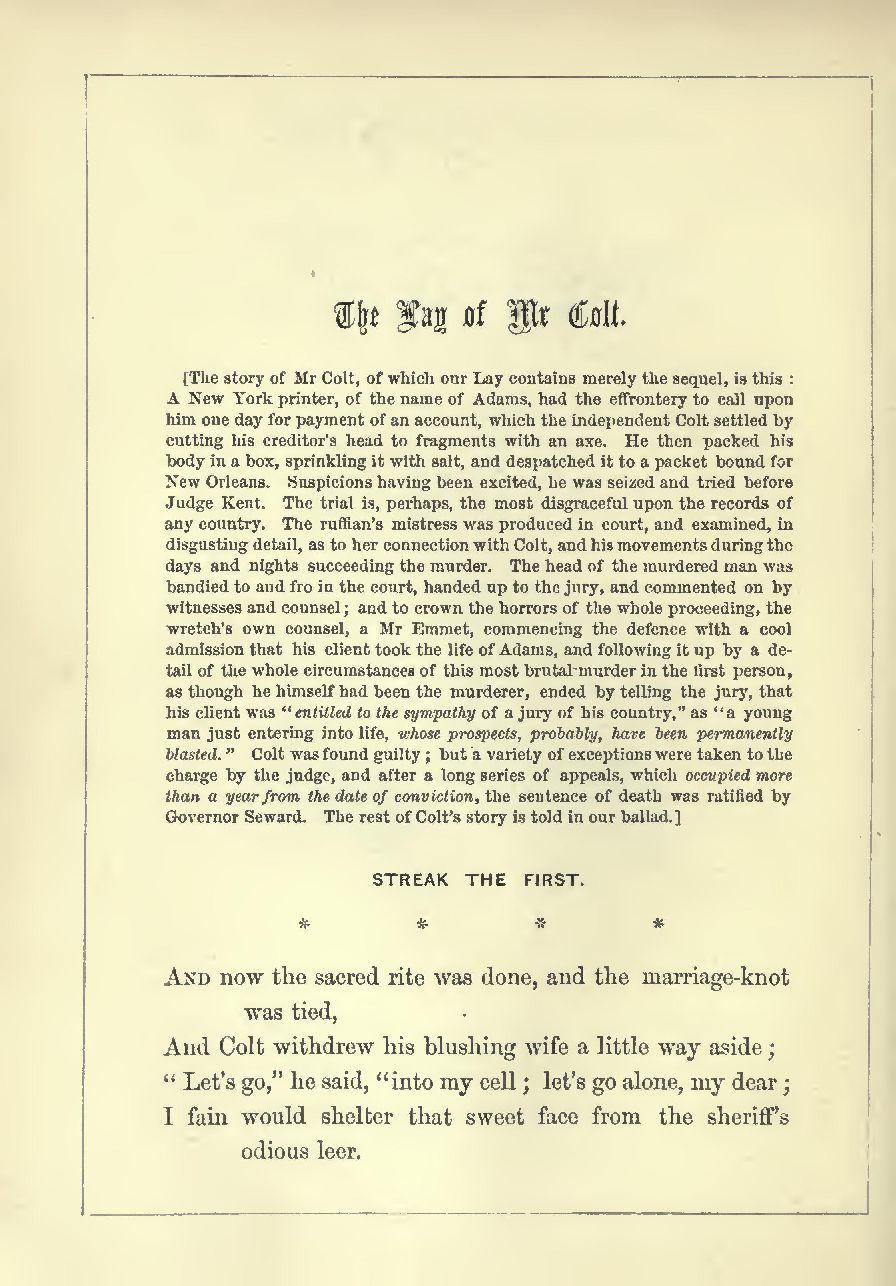 The Lay of Mr Colt.
[The story of Mr Colt, of which our Lay contains merely the sequel, is this :
A New York printer, of the name of Adams, had the effrontery to call upon
him one day for payment of an account, which the independent Colt settled by
cutting his creditor's head to fragments with an axe. He then packed his
body in a box, sprinkling it with salt, and despatched it to a packet bound for
New Orleans. Suspicions having been excited, he was seized and tried before
Judge Kent. The trial is, perhaps, the most disgraceful upon the records of
any country. The ruffian's mistress was produced in court, and examined, in
disgusting detail, as to her connection with Colt, and his movements during the
days and nights succeeding the murder. The head of the murdered man was
bandied to and fro in the court, handed up to the jury, and commented on by
witnesses and counsel ; and to crown the horrors of the whole proceeding, the
wretch's own counsel, a Mr Emmet, commencing the defence with a cool
admission that his client took the life of Adams, and following it up by a de-
tail of the whole circumstances of this most brutal murder in the first person,
as though he himself had been the murderer, ended by telling the jury, that
his client was "entitled to the sympathy of a jury of his country," as "a young
man just entering into life, whose prospects, probably, have been permanently
blasted." Colt was found guilty ; but a variety of exceptions were taken to the
charge by the judge, and after a long series of appeals, which occupied more
than a year from the date of conviction, the sentence of death was ratified by
Governor Seward. The rest of Colt's story is told in our ballad.]
STREAK THE FIRST.
* * * *
AND now the sacred rite was done, and the marriage-knot
was tied,
And Colt withdrew his blushing wife a little way aside ;
" Let's go," he said, "into my cell ; let's go alone, my dear ;
I fain would shelter that sweet face from the sheriff's
odious leer.